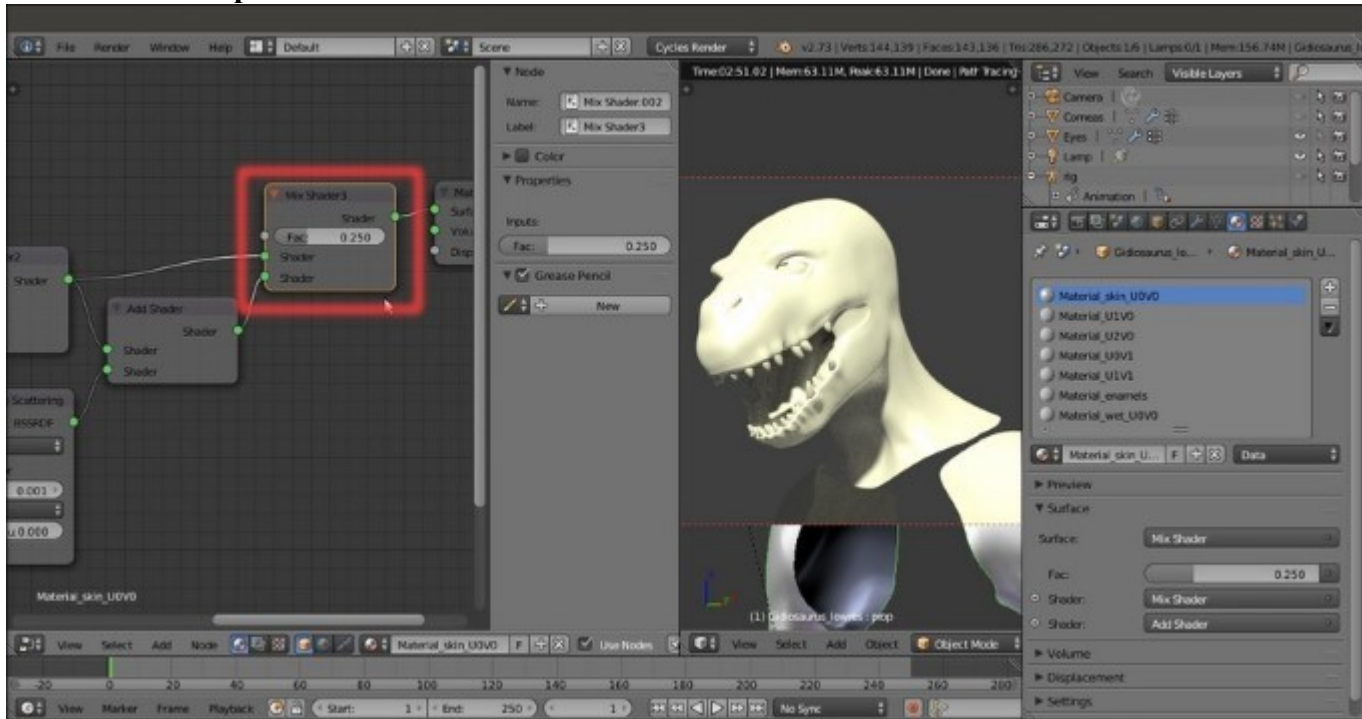 File Render Window Help Default Scene Cycles Render v2.73 | Verts:144,139 | Faces:143,136 | Tris:286,272 | Objects:1/6 | Lamps:0/1 | Mem:156.74M | Gidiosaurus_l
Time:02:51.02 | Mem:63.11M, Peak:63.11M | Done | Path Tracing
Node
Name: Mix Shader.002
Label: Mix Shader3
Color
Properties
Inputs:
Fac: 0.250
Grease Pencil
New
Mix Shader3
Shader
Fac: 0.250
Shader
Shader
Mat
Surfa
Volu
Disp
Shader
Add Shader
Shader
Shader
Shader
Scattering
BSSRDF
0.001
0.000
Material_skin_U0V0
(1) Gidiosaurus_lowres : prop
View Search Visible Layers
Camera
Corneas
Eyes
Lamp
rig
Animation
Gidiosaurus_lo... Material_skin_U...
Material_skin_U0V0
Material_U1V0
Material_U2V0
Material_U0V1
Material_U1V1
Material_enamels
Material_wet_U0V0
Material_skin_U... F Data
Preview
Surface
Surface: Mix Shader
Fac: 0.250
Shader: Mix Shader
Shader: Add Shader
Volume
Displacement
Settings
View Select Add Node Material_skin_U0V0 F Use Nodes
View Select Add Object Object Mode
-20 0 20 40 60 80 100 120 140 160 180 200 220 240 260 280
View Marker Frame Playback Start: 1 End: 250 1 No Sync